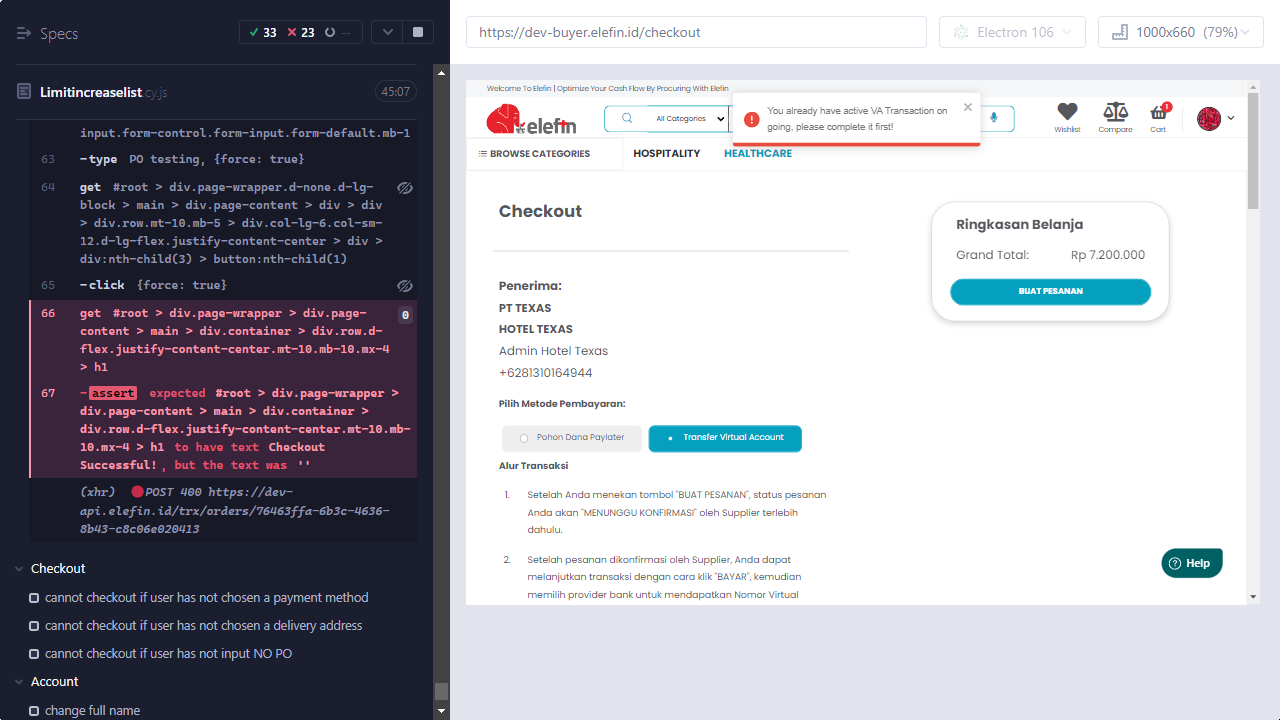 Specs
33 23 --
https://dev-buyer.elefin.id/checkout
Electron 106
1000x660 (79%)
Limitincreaselist.cy.js
45:07
input.form-control.form-input.form-default.mb-1
63 -type PO testing, {force: true}
64 get #root > div.page-wrapper.d-none.d-lg-
block > main > div.page-content > div > div
> div.row.mt-10.mb-5 > div.col-lg-6.col-sm-
12.d-lg-flex.justify-content-center > div >
div:nth-child(3) > button:nth-child(1)
65 -click {force: true}
66 get #root > div.page-wrapper > div.page-
content > main > div.container > div.row.d-
flex.justify-content-center.mt-10.mb-10.mx-4
> h1
0
67 -assert expected #root > div.page-wrapper >
div.page-content > main > div.container >
div.row.d-flex.justify-content-center.mt-10.mb-
10.mx-4 > h1 to have text Checkout
Successful!, but the text was ''
(xhr) POST 400 https://dev-
api.elefin.id/trx/orders/76463ffa-6b3c-4636-
8b43-c8c06e020413
Checkout
cannot checkout if user has not chosen a payment method
cannot checkout if user has not chosen a delivery address
cannot checkout if user has not input NO PO
Account
change full name
Welcome To Elefin | Optimize Your Cash Flow By Procuring With Elefin
elefin
All Categories
You already have active VA Transaction on
going, please complete it first!
Wishlist
Compare
1
Cart
BROWSE CATEGORIES
HOSPITALITY
HEALTHCARE
Checkout
Penerima:
PT TEXAS
HOTEL TEXAS
Admin Hotel Texas
+6281310164944
Pilih Metode Pembayaran:
Pohon Dana Paylater
Transfer Virtual Account
Alur Transaksi
1. Setelah Anda menekan tombol "BUAT PESANAN", status pesanan
Anda akan "MENUNGGU KONFIRMASI" oleh Supplier terlebih
dahulu.
2. Setelah pesanan dikonfirmasi oleh Supplier, Anda dapat
melanjutkan transaksi dengan cara klik "BAYAR", kemudian
memilih provider bank untuk mendapatkan Nomor Virtual
Ringkasan Belanja
Grand Total: Rp 7.200.000
BUAT PESANAN
Help